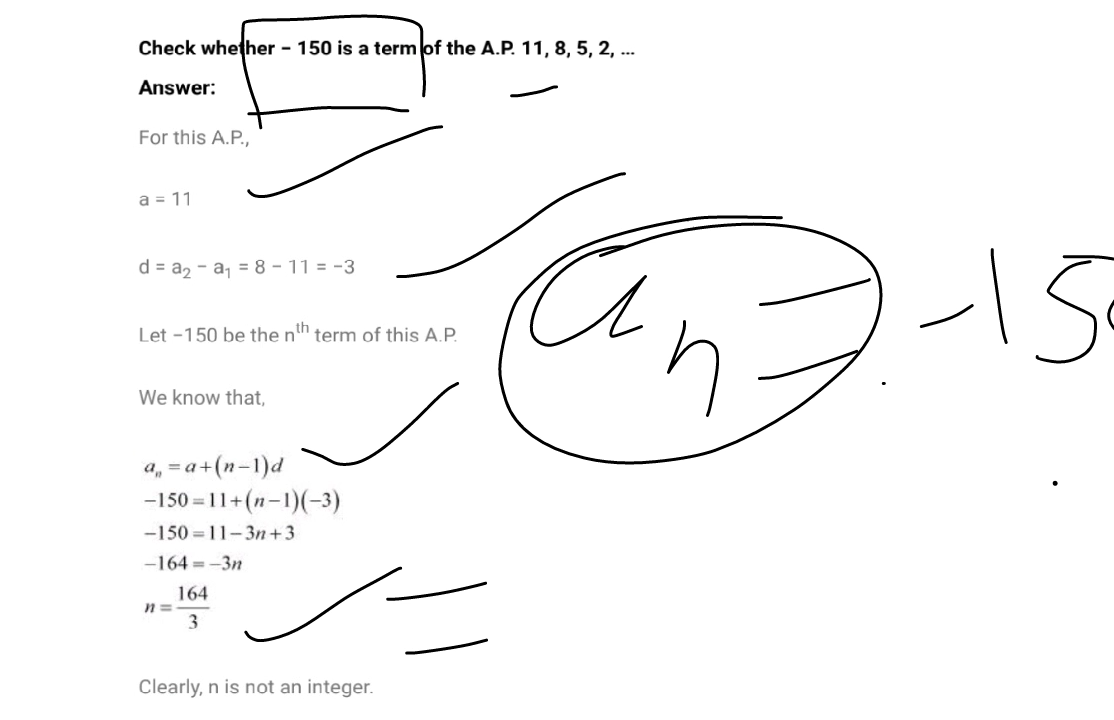 Check whether – 150 is a term of the A.P. 11, 8, 5, 2, ...
Answer:
For this A.P.,
a = 11
d = a₂ − a₁ = 8 − 11 = −3
aₙ = −150
Let −150 be the nᵗʰ term of this A.P.
We know that,
aₙ = a+(n−1)d
−150 = 11+(n−1)(−3)
−150 = 11−3n+3
−164 = −3n
n = 164/3
Clearly, n is not an integer.